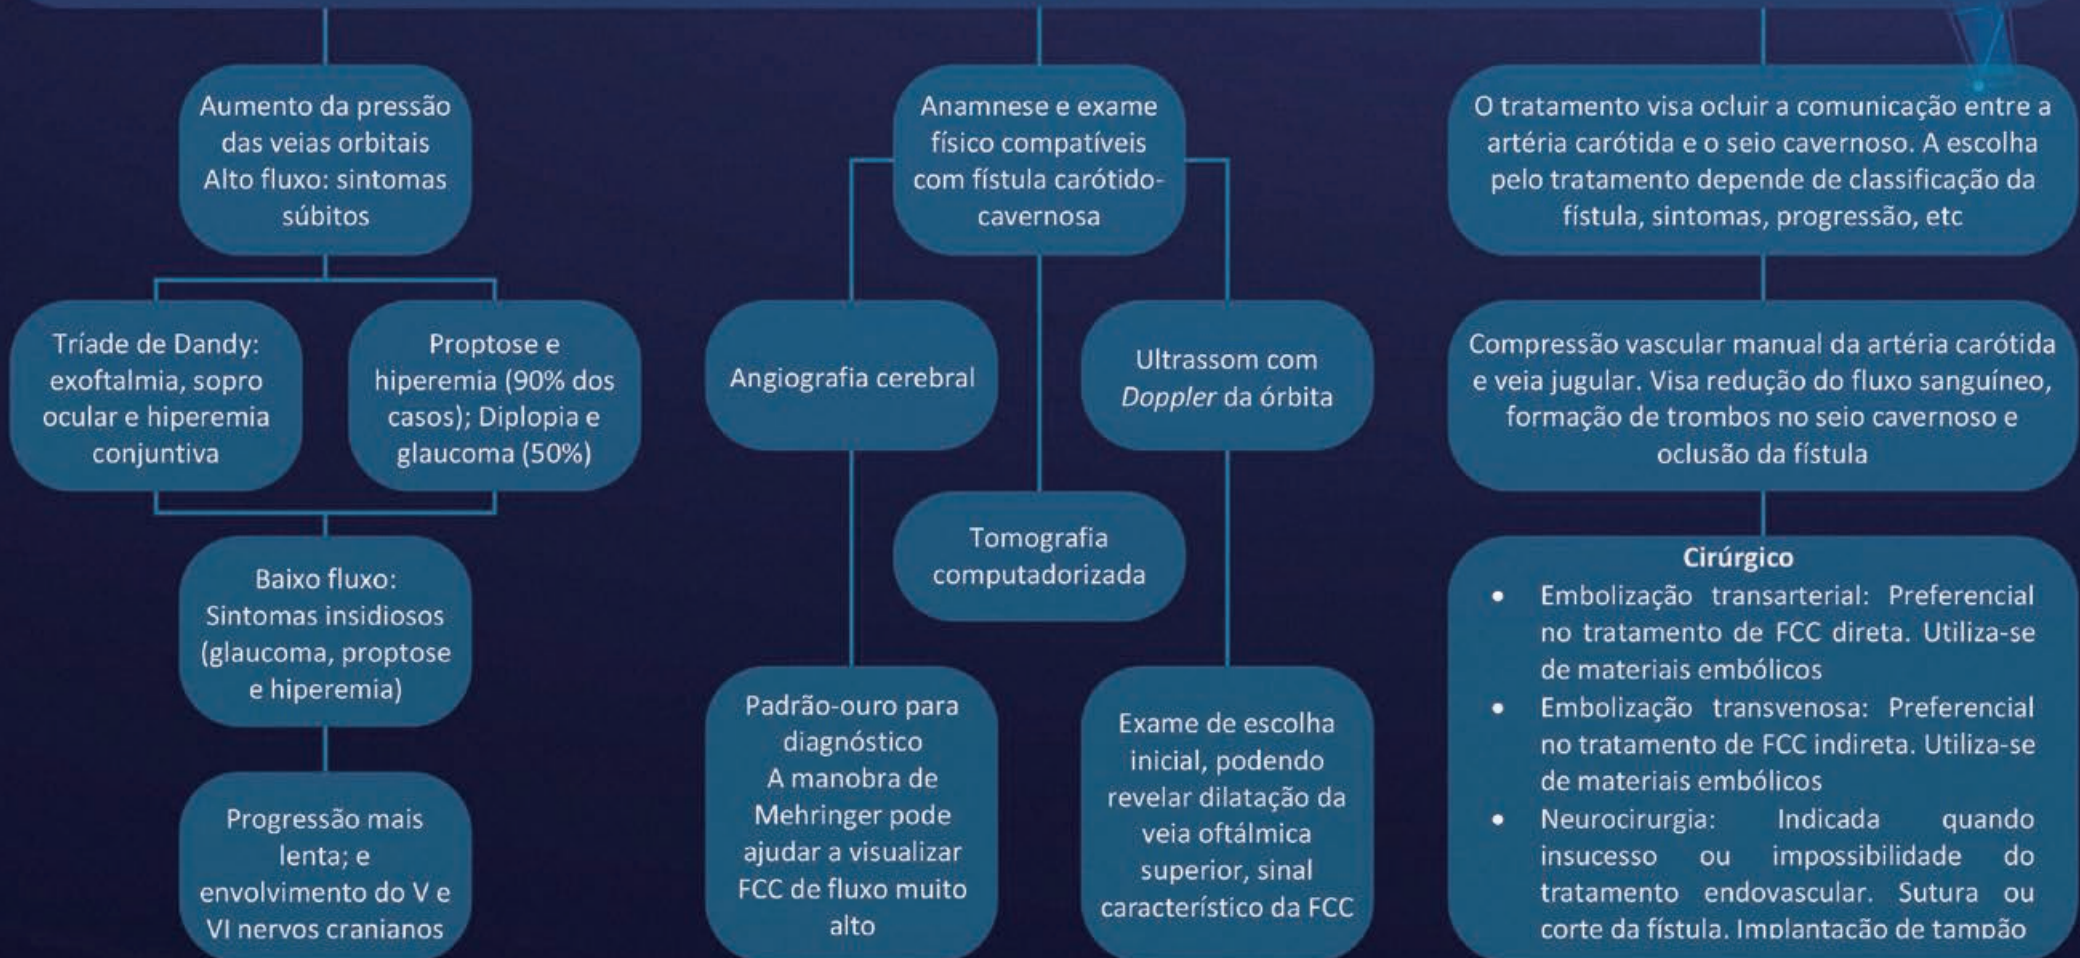 Aumento da pressão
das veias orbitais
Alto fluxo: sintomas
súbitos
Tríade de Dandy:
exoftalmia, sopro
ocular e hiperemia
conjuntiva
Proptose e
hiperemia (90% dos
casos); Diplopia e
glaucoma (50%)
Baixo fluxo:
Sintomas insidiosos
(glaucoma, proptose
e hiperemia)
Progressão mais
lenta; e
envolvimento do V e
VI nervos cranianos
Anamnese e exame
físico compatíveis
com fístula carótido-
cavernosa
Angiografia cerebral
Ultrassom com
Doppler da órbita
Tomografia
computadorizada
Padrão-ouro para
diagnóstico
A manobra de
Mehringer pode
ajudar a visualizar
FCC de fluxo muito
alto
Exame de escolha
inicial, podendo
revelar dilatação da
veia oftálmica
superior, sinal
característico da FCC
O tratamento visa ocluir a comunicação entre a
artéria carótida e o seio cavernoso. A escolha
pelo tratamento depende de classificação da
fístula, sintomas, progressão, etc
Compressão vascular manual da artéria carótida
e veia jugular. Visa redução do fluxo sanguíneo,
formação de trombos no seio cavernoso e
oclusão da fístula
Cirúrgico
• Embolização transarterial: Preferencial
no tratamento de FCC direta. Utiliza-se
de materiais embólicos
• Embolização transvenosa: Preferencial
no tratamento de FCC indireta. Utiliza-se
de materiais embólicos
• Neurocirurgia: Indicada quando
insucesso ou impossibilidade do
tratamento endovascular. Sutura ou
corte da fístula. Implantação de tampão